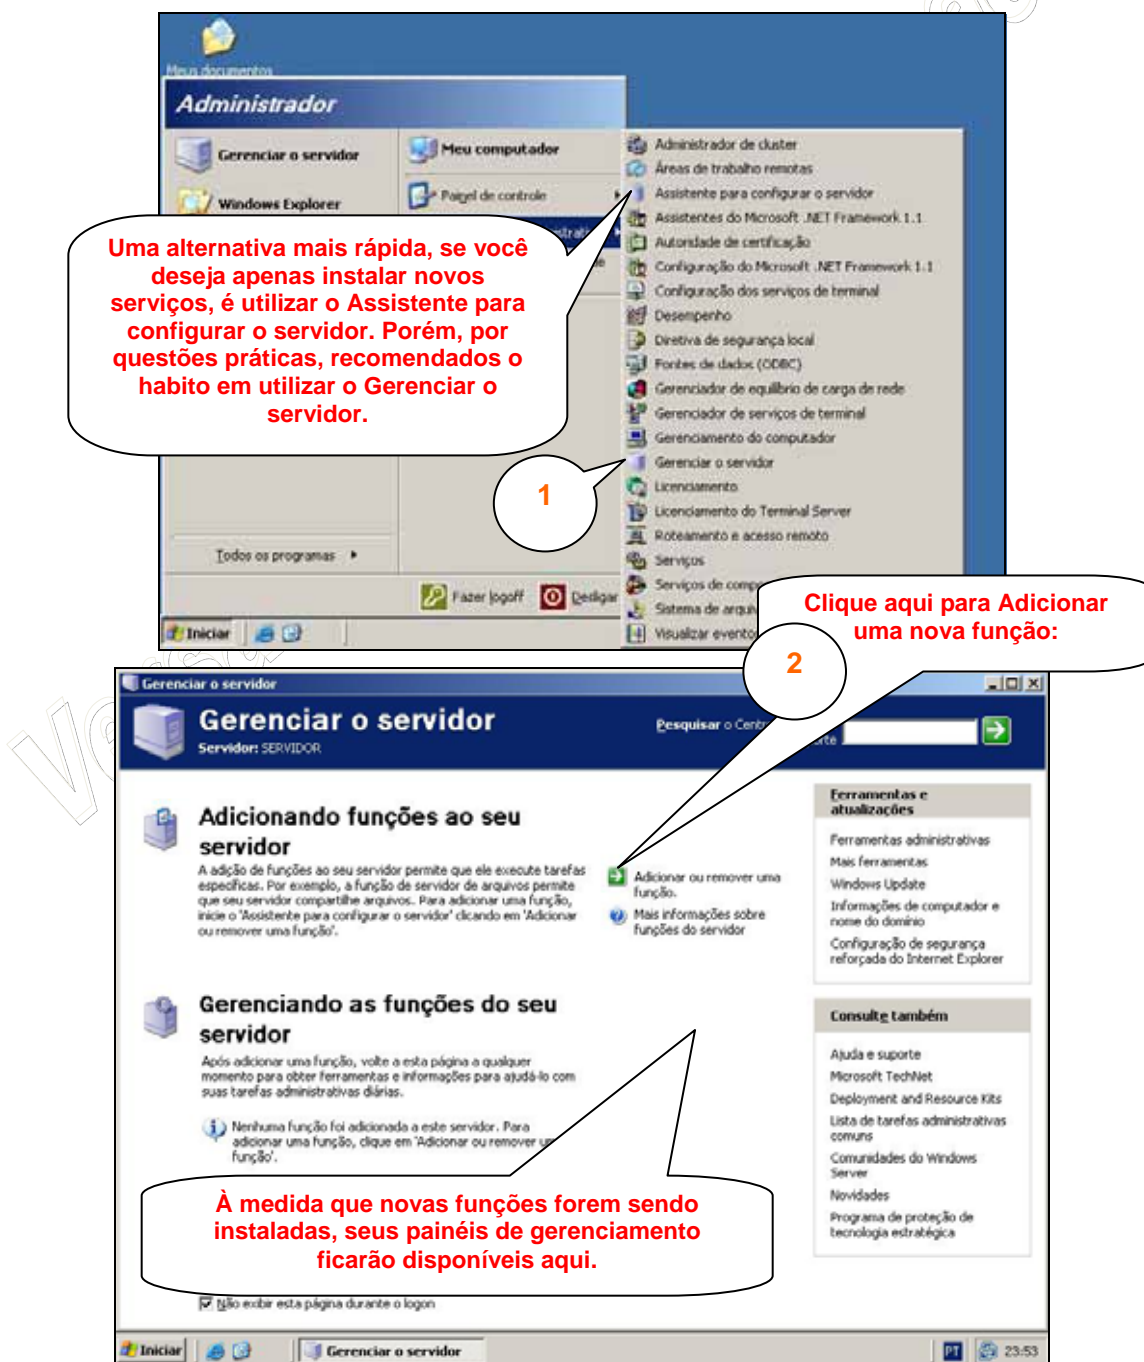 Meus documentos
Administrador
Gerenciar o servidor
Windows Explorer
Meu computador
Painel de controle
Administrador de cluster
Áreas de trabalho remotas
Assistente para configurar o servidor
Assistentes do Microsoft .NET Framework 1.1
Autoridade de certificação
Configuração do Microsoft .NET Framework 1.1
Configuração dos serviços de terminal
Desempenho
Diretiva de segurança local
Fontes de dados (ODBC)
Gerenciador de equilíbrio de carga de rede
Gerenciador de serviços de terminal
Gerenciamento do computador
Gerenciar o servidor
Licenciamento
Licenciamento do Terminal Server
Roteamento e acesso remoto
Serviços
Serviços de
Sistema de
Visualizar
Uma alternativa mais rápida, se você
deseja apenas instalar novos
serviços, é utilizar o Assistente para
configurar o servidor. Porém, por
questões práticas, recomendados o
habito em utilizar o Gerenciar o
servidor.
1
Todos os programas
Fazer logoff
Desligar
Iniciar
Clique aqui para Adicionar
uma nova função:
2
Gerenciar o servidor
Gerenciar o servidor
Servidor: SERVIDOR
Pesquisar o
Adicionando funções ao seu
servidor
A adição de funções ao seu servidor permite que ele execute tarefas
específicas. Por exemplo, a função de servidor de arquivos permite
que seu servidor compartilhe arquivos. Para adicionar uma função,
inicie o 'Assistente para configurar o servidor' clicando em 'Adicionar
ou remover uma função'.
Adicionar ou remover uma
função.
Mais informações sobre
funções do servidor
Ferramentas e
atualizações
Ferramentas administrativas
Mais ferramentas
Windows Update
Informações de computador e
nome do domínio
Configuração de segurança
reforçada do Internet Explorer
Gerenciando as funções do seu
servidor
Após adicionar uma função, volte a esta página a qualquer
momento para obter ferramentas e informações para ajudá-lo com
suas tarefas administrativas diárias.
Nenhuma função foi adicionada a este servidor. Para
adicionar uma função, clique em 'Adicionar ou remover
função'.
Consulte também
Ajuda e suporte
Microsoft TechNet
Deployment and Resource Kits
Lista de tarefas administrativas
comuns
Comunidades do Windows
Server
Novidades
Programa de proteção de
tecnologia estratégica
À medida que novas funções forem sendo
instaladas, seus painéis de gerenciamento
ficarão disponíveis aqui.
Não exibir esta página durante o logon
Iniciar
Gerenciar o servidor
PT
23:53